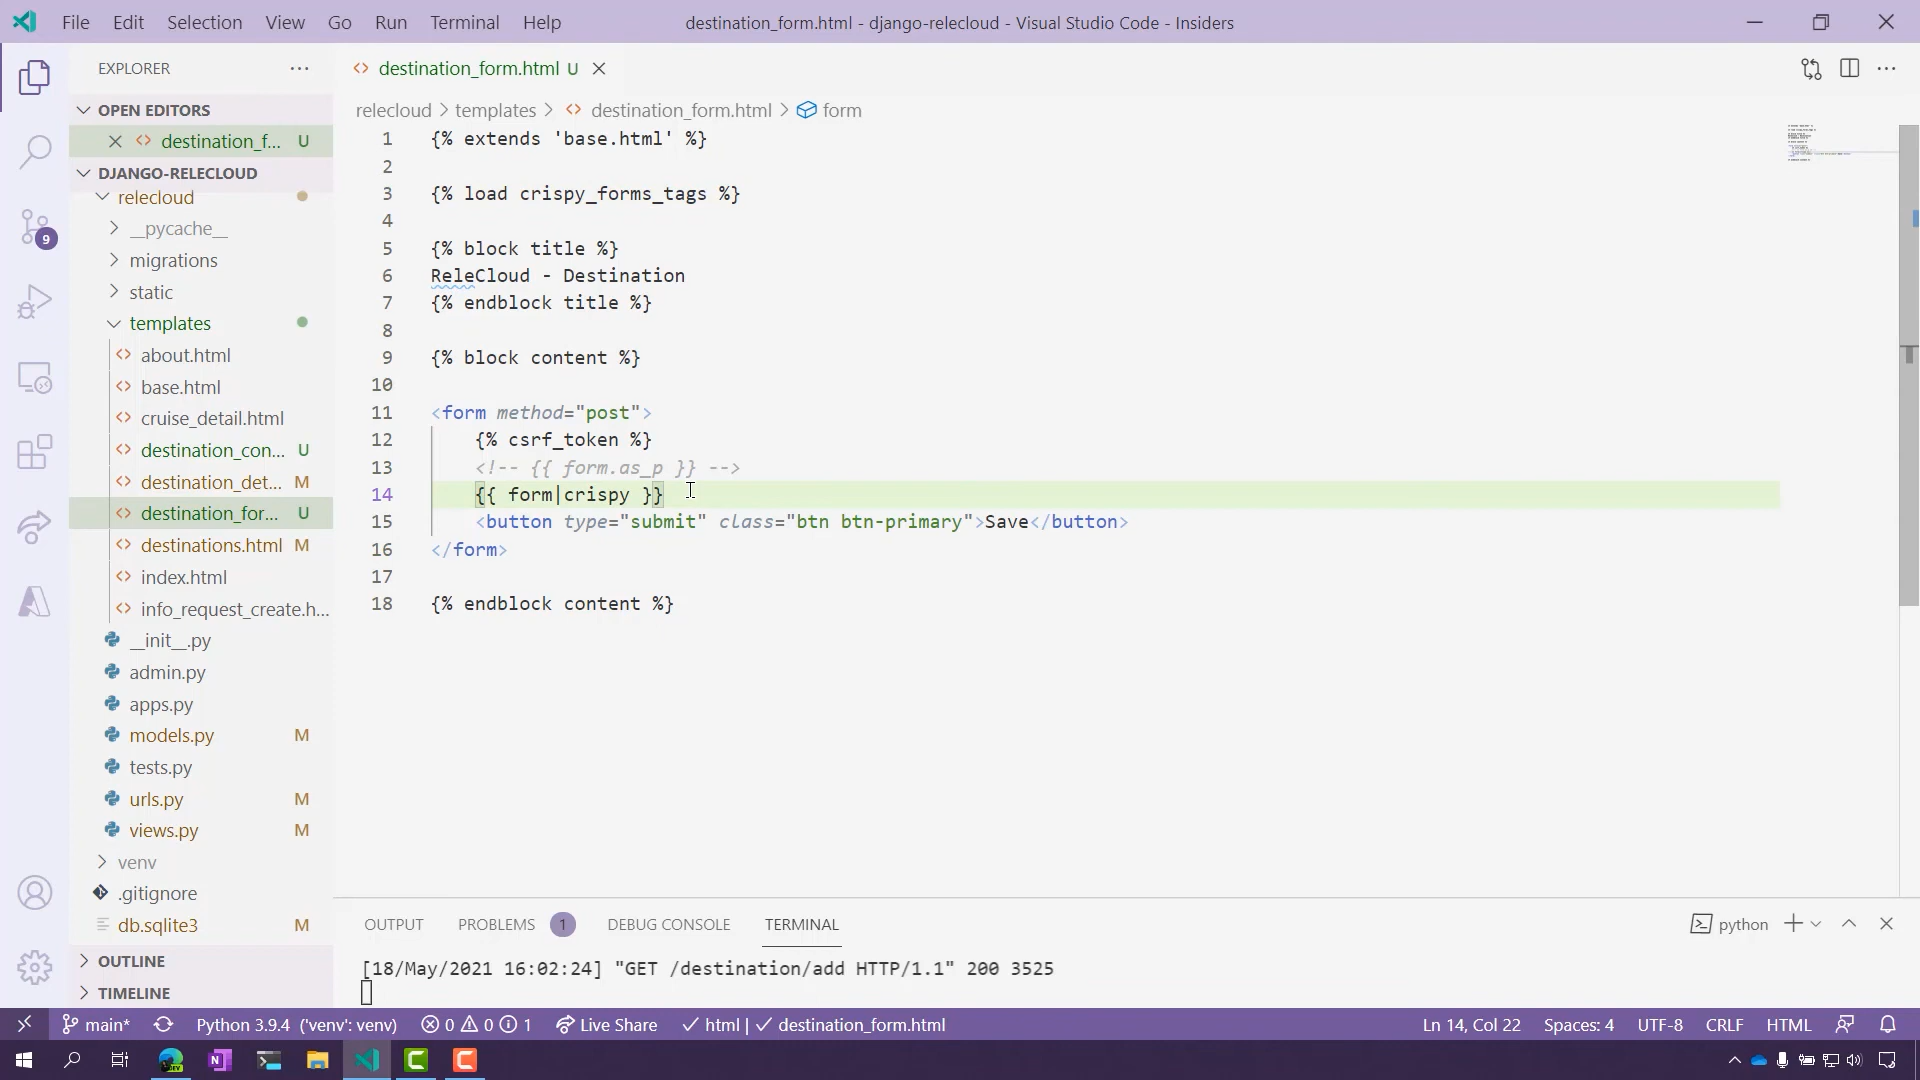 File Edit Selection View Go Run Terminal Help
destination_form.html - django-relecloud - Visual Studio Code - Insiders
EXPLORER
OPEN EDITORS
destination_f... U
DJANGO-RELECLOUD
relecloud
__pycache__
migrations
static
templates
about.html
base.html
cruise_detail.html
destination_con... U
destination_det... M
destination_for... U
destinations.html M
index.html
info_request_create.h...
__init__.py
admin.py
apps.py
models.py M
tests.py
urls.py M
views.py M
venv
.gitignore
db.sqlite3 M
OUTLINE
TIMELINE
9
destination_form.html U
relecloud > templates > destination_form.html > form
1 {% extends 'base.html' %}
2
3 {% load crispy_forms_tags %}
4
5 {% block title %}
6 ReleCloud - Destination
7 {% endblock title %}
8
9 {% block content %}
10
11 <form method="post">
12 {% csrf_token %}
13 <!-- {{ form.as_p }} -->
14 {{ form|crispy }}
15 <button type="submit" class="btn btn-primary">Save</button>
16 </form>
17
18 {% endblock content %}
OUTPUT PROBLEMS 1 DEBUG CONSOLE TERMINAL
python
[18/May/2021 16:02:24] "GET /destination/add HTTP/1.1" 200 3525
main* Python 3.9.4 ('venv': venv) 0 0 1 Live Share html | destination_form.html
Ln 14, Col 22 Spaces: 4 UTF-8 CRLF HTML